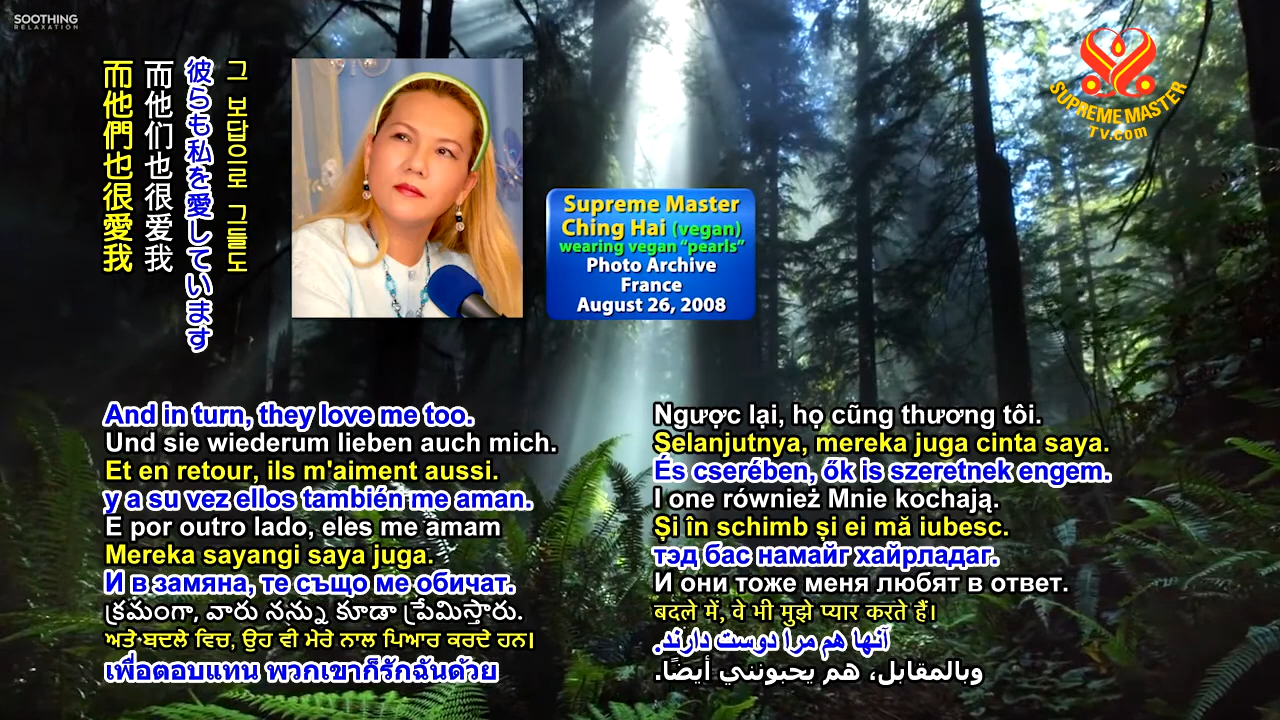 SOOTHING
RELAXATION
而他們也很愛我
而他们也很爱我
彼らも私を愛しています
그 보답으로 그들도
SUPREME MASTER
TV.com
Supreme Master
Ching Hai (vegan)
wearing vegan “pearls”
Photo Archive
France
August 26, 2008
And in turn, they love me too.
Und sie wiederum lieben auch mich.
Et en retour, ils m'aiment aussi.
y a su vez ellos también me aman.
E por outro lado, eles me amam
Mereka sayangi saya juga.
И в замяна, те също ме обичат.
క్రమంగా, వారు నన్ను కూడా ప్రేమిస్తారు.
ਅਤੇ ਬਦਲੇ ਵਿਚ, ਉਹ ਵੀ ਮੇਰੇ ਨਾਲ ਪਿਆਰ ਕਰਦੇ ਹਨ।
เพื่อตอบแทน พวกเขาก็รักฉันด้วย
Ngược lại, họ cũng thương tôi.
Selanjutnya, mereka juga cinta saya.
És cserében, ők is szeretnek engem.
I one również Mnie kochają.
Și în schimb și ei mă iubesc.
тэд бас намайг хайрладаг.
И они тоже меня любят в ответ.
बदले में, वे भी मुझे प्यार करते हैं।
آنها هم مرا دوست دارند.
وبالمقابل، هم يحبونني أيضًا.